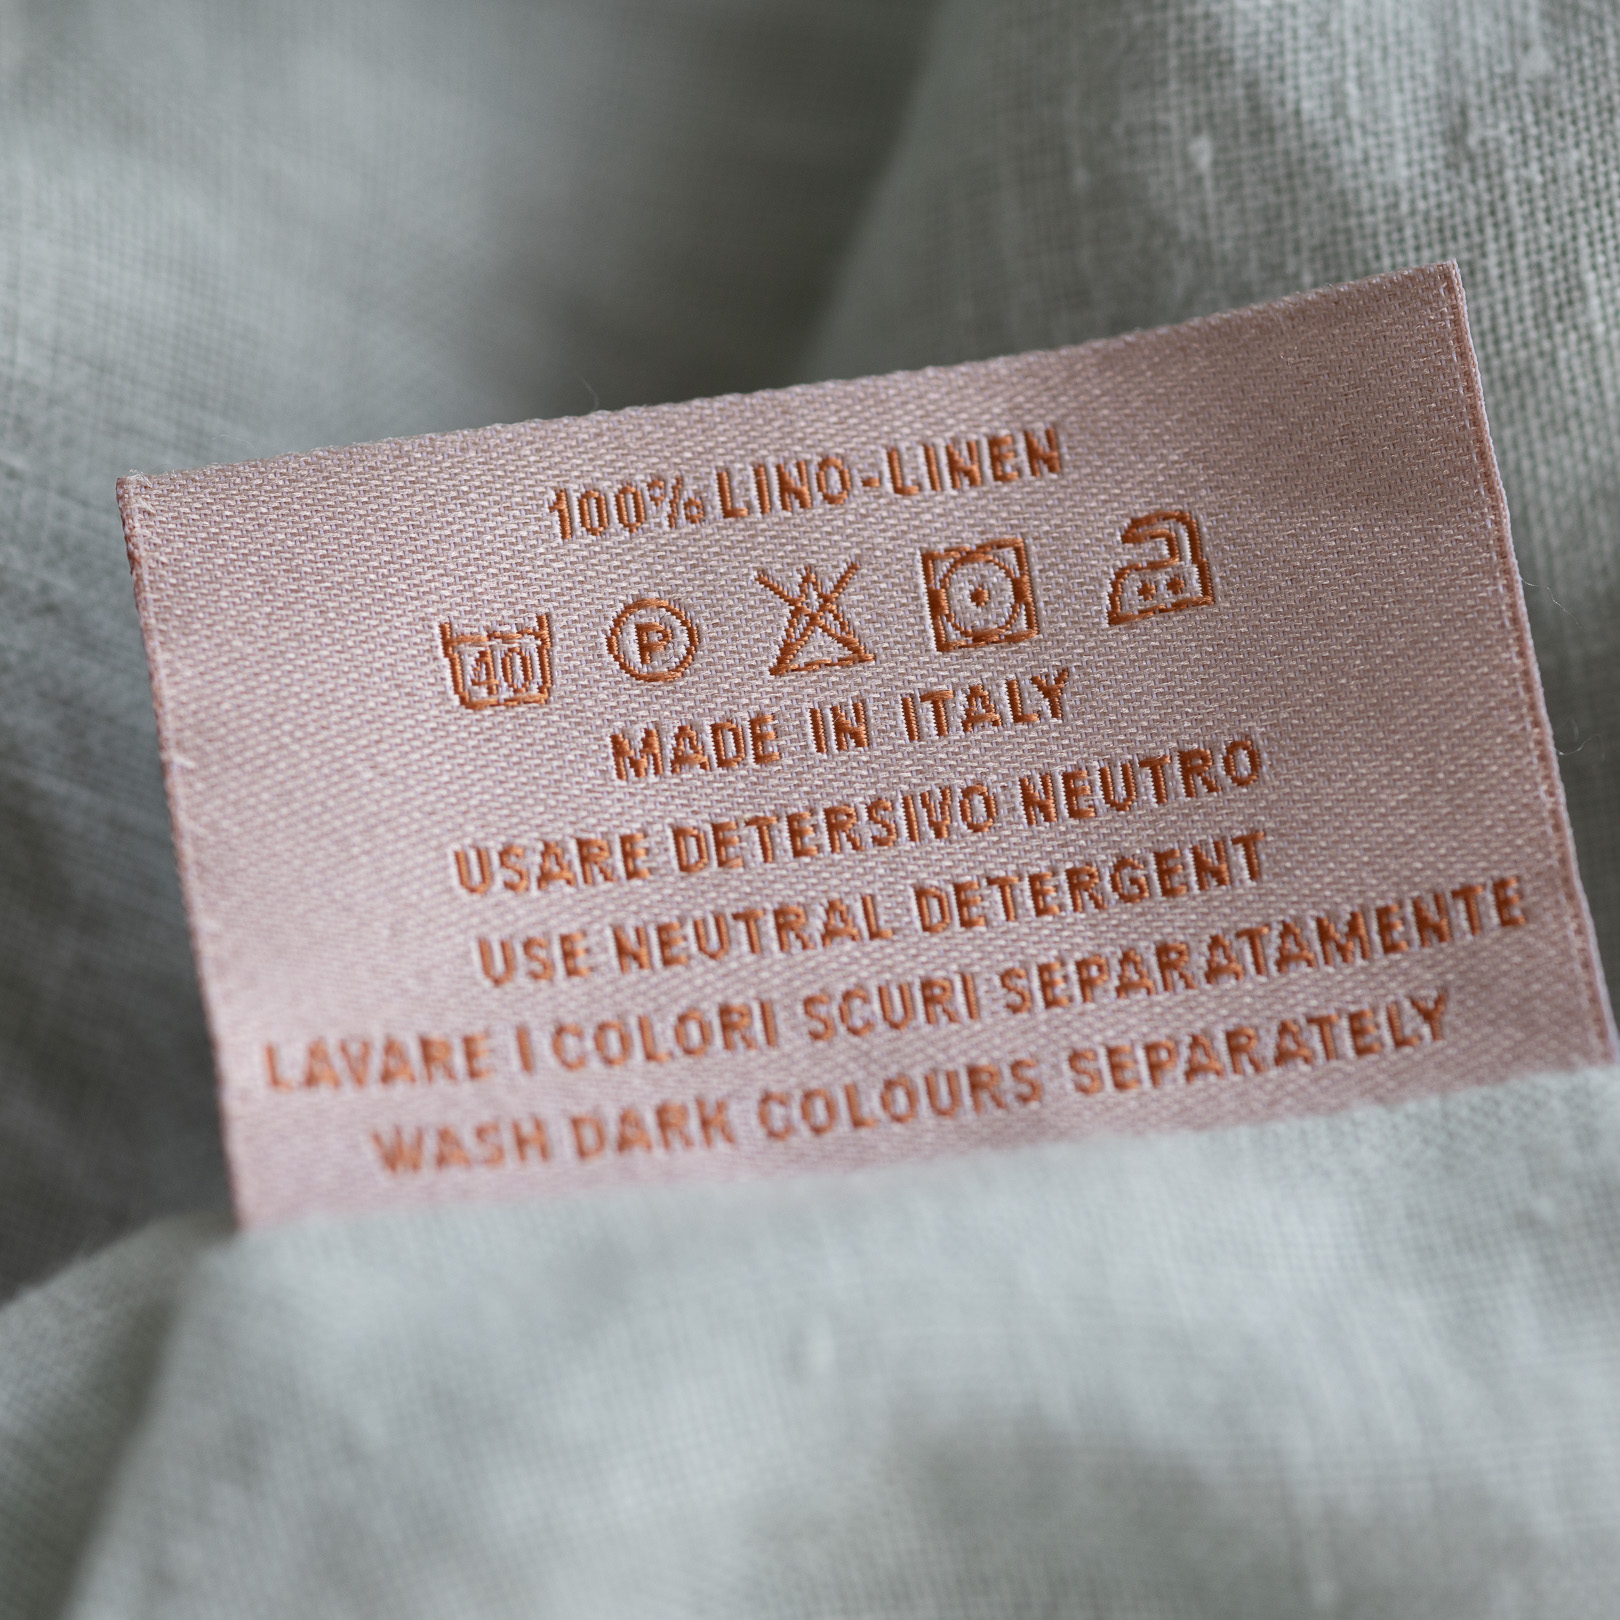 100% LINO-LINEN
40 P
MADE IN ITALY
USARE DETERSIVO NEUTRO
USE NEUTRAL DETERGENT
LAVARE I COLORI SCURI SEPARATAMENTE
WASH DARK COLOURS SEPARATELY